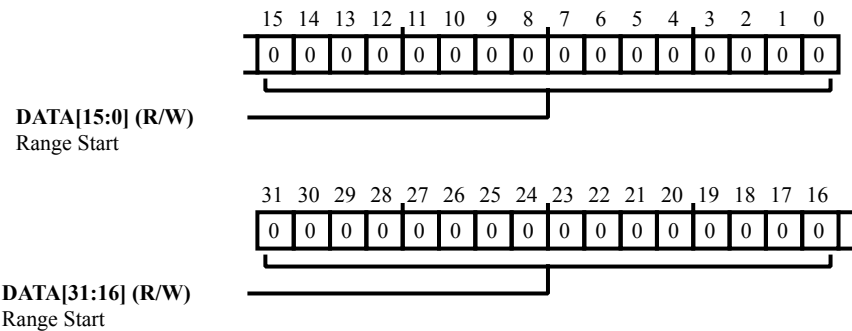 15 14 13 12 11 10 9 8 7 6 5 4 3 2 1 0
0 0 0 0 0 0 0 0 0 0 0 0 0 0 0 0
DATA[15:0] (R/W)
Range Start
31 30 29 28 27 26 25 24 23 22 21 20 19 18 17 16
0 0 0 0 0 0 0 0 0 0 0 0 0 0 0 0
DATA[31:16] (R/W)
Range Start